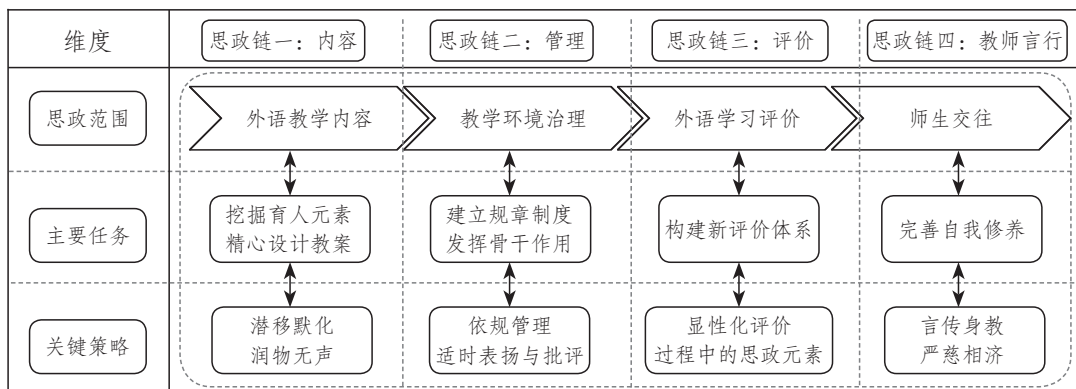 维度
思政链一：内容
思政链二：管理
思政链三：评价
思政链四：教师言行
思政范围
外语教学内容
教学环境治理
外语学习评价
师生交往
主要任务
挖掘育人元素
精心设计教案
建立规章制度
发挥骨干作用
构建新评价体系
完善自我修养
关键策略
潜移默化
润物无声
依规管理
适时表扬与批评
显性化评价
过程中的思政元素
言传身教
严慈相济